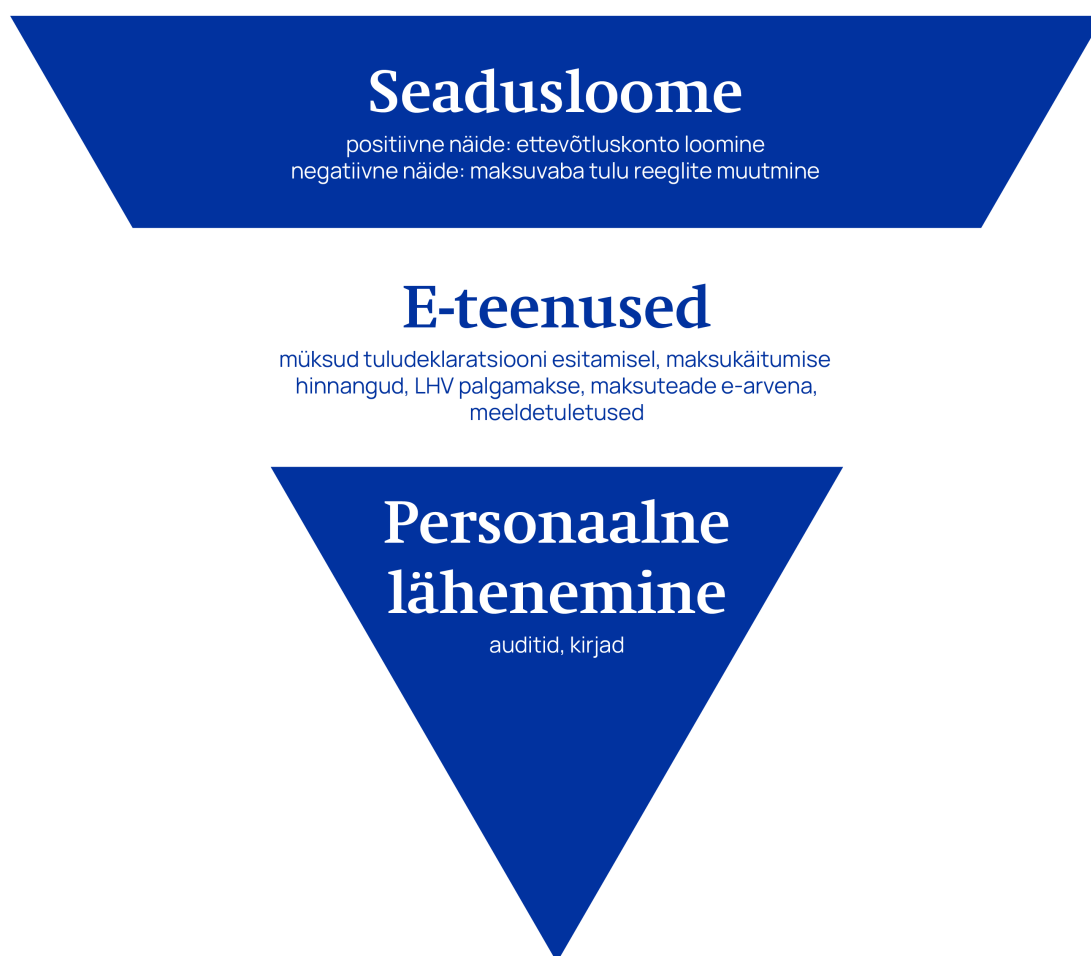 Seadusloome
positiivne näide: ettevõtluskonto loomine
negatiivne näide: maksuvaba tulu reeglite muutmine
E-teenused
müksud tuludeklaratsiooni esitamisel, maksukäitumise
hinnangud, LHV palgamakse, maksuteade e-arvena,
meeldetuletused
Personaalne
lähenemine
auditid, kirjad